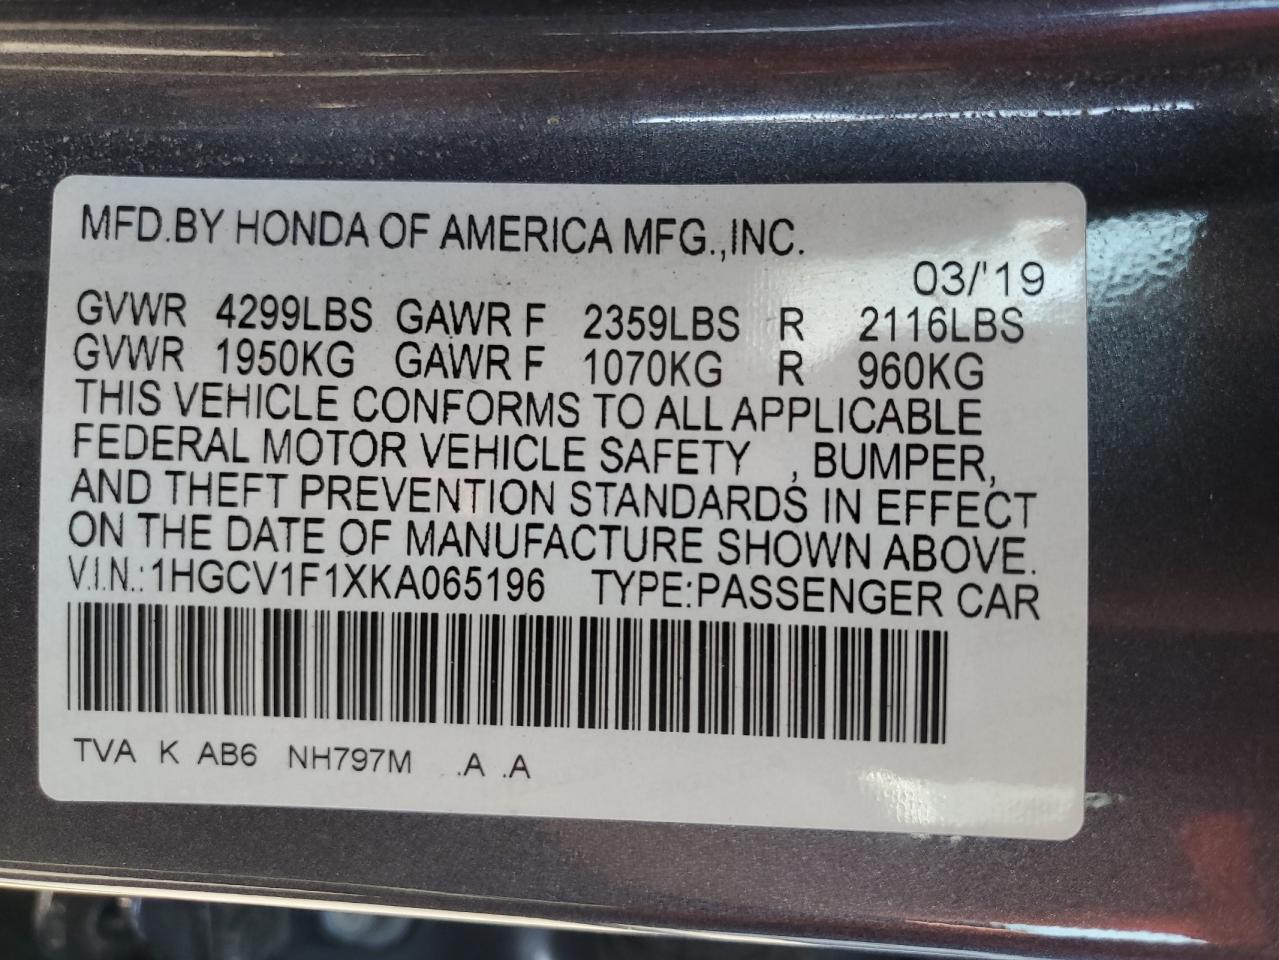 MFD.BY HONDA OF AMERICA MFG.,INC.
03/'19
GVWR 4299LBS GAWR F 2359LBS R 2116LBS
GVWR 1950KG GAWR F 1070KG R 960KG
THIS VEHICLE CONFORMS TO ALL APPLICABLE
FEDERAL MOTOR VEHICLE SAFETY , BUMPER,
AND THEFT PREVENTION STANDARDS IN EFFECT
ON THE DATE OF MANUFACTURE SHOWN ABOVE.
V.I.N.:1HGCV1F1XKA065196 TYPE:PASSENGER CAR
TVA K AB6 NH797M .A .A